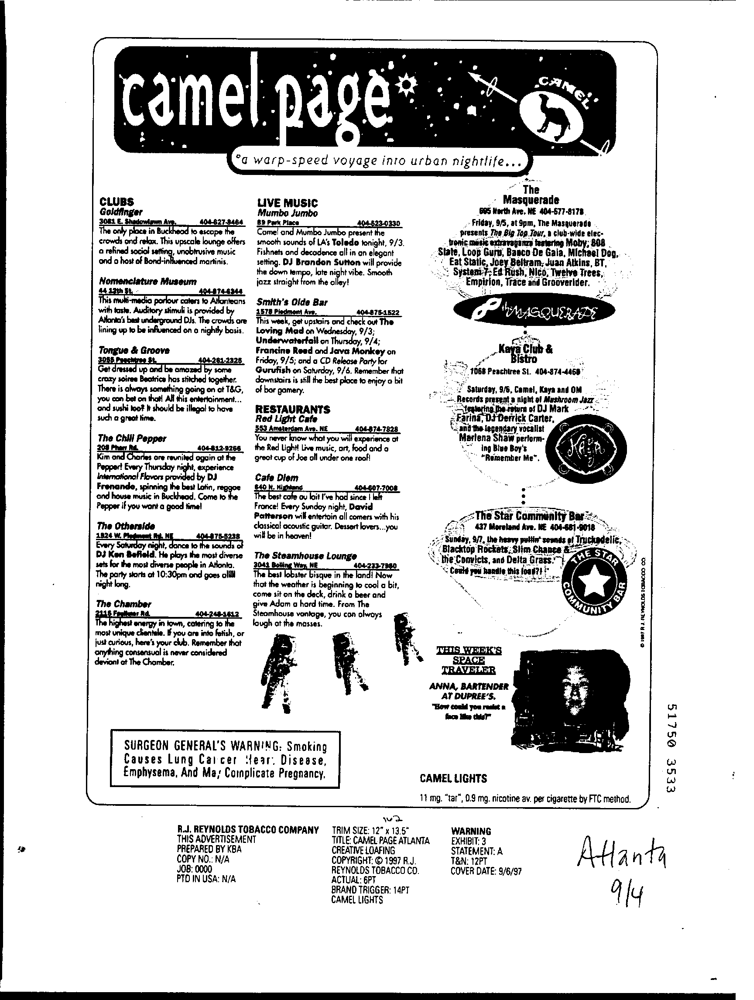 camel page
CAMEL
"a warp-speed voyage into urban nightlife...
CLUBS
Goldfinger
3081 E. Shadowlawn Ave. 404-627-8464
The only place in Buckhead to escape the
crowds and relax. This upscale lounge offers
a refined social setting, unobtrusive music
and a host of Bond-influenced martinis.
Nomenclature Museum
44 12th St. 404-874-6344
This multi-media parlour caters to Atlantans
with taste. Auditory stimuli is provided by
Atlanta's best underground DJs. The crowds are
lining up to be influenced on a nightly basis.
Tongue & Groove
3055 Peachtree St. 404-261-2325
Get dressed up and be amazed by some
crazy soiree Beatrice has stitched together.
There is always something going on at T&G,
you can bet on that! All this entertainment...
and sushi too? It should be illegal to have
such a great time.
The Chili Pepper
208 Pharr Rd. 404-812-9266
Kim and Charles are reunited again at the
Pepper! Every Thursday night, experience
International Flavors provided by DJ
Fernando, spinning the best Latin, reggae
and house music in Buckhead. Come to the
Pepper if you want a good time!
The Otherside
1924 W. Piedmont Rd. NE 404-875-5238
Every Saturday night, dance to the sounds of
DJ Ken Befield. He plays the most diverse
sets for the most diverse people in Atlanta.
The party starts at 10:30pm and goes allll
night long.
The Chamber
2115 Faulkner Rd. 404-248-1612
The highest energy in town, catering to the
most unique clientele. If you are into fetish, or
just curious, here's your club. Remember that
anything consensual is never considered
deviant at The Chamber.
LIVE MUSIC
Mumbo Jumbo
89 Park Place 404-523-0330
Camel and Mumbo Jumbo present the
smooth sounds of LA's Toledo tonight, 9/3.
Fishnets and decadence all in an elegant
setting. DJ Brandon Sutton will provide
the down tempo, late night vibe. Smooth
jazz straight from the alley!
Smith's Olde Bar
1578 Piedmont Ave. 404-875-1522
This week, get upstairs and check out The
Loving Mad on Wednesday, 9/3;
Underwaterfall on Thursday, 9/4;
Francine Reed and Java Monkey on
Friday, 9/5; and a CD Release Party for
Gurufish on Saturday, 9/6. Remember that
downstairs is still the best place to enjoy a bit
of bar gamery.
RESTAURANTS
Red Light Cafe
553 Amsterdam Ave. NE 404-874-7828
You never know what you will experience at
the Red Light! Live music, art, food and a
great cup of Joe all under one roof!
Cafe Diem
640 N. Highland 404-607-7008
The best cafe au lait I've had since I left
France! Every Sunday night, David
Patterson will entertain all comers with his
classical acoustic guitar. Dessert lovers...you
will be in heaven!
The Steamhouse Lounge
3041 Bolling Way, NE 404-233-7980
The best lobster bisque in the land! Now
that the weather is beginning to cool a bit,
come sit on the deck, drink a beer and
give Adam a hard time. From The
Steamhouse vantage, you can always
laugh at the masses.
The
Masquerade
695 North Ave. NE 404-577-8178
Friday, 9/5, at 9pm, The Masquerade
presents The Big Top Tour, a club-wide elec-
tronic music extravaganza featuring Moby, 808
State, Loop Guru, Banco De Gaia, Michael Dog,
Eat Static, Joey Beltram, Juan Atkins, BT,
System 7, Ed Rush, Nico, Twelve Trees,
Empirion, Trace and Grooverider.
MASQUERADE
Kaya Club &
Bistro
1068 Peachtree St. 404-874-4460
Saturday, 9/6, Camel, Kaya and OM
Records present a night of Mushroom Jazz
featuring the return of DJ Mark
Farina, DJ Derrick Carter,
and the legendary vocalist
Marlena Shaw perform-
ing Blue Boy's
"Remember Me".
KAYA
The Star Community Bar
437 Moreland Ave. NE 404-681-9018
Sunday, 9/7, the heavy pullin' sounds of Truckadelic,
Blacktop Rockets, Slim Chance &
the Convicts, and Delta Grass.
Could you handle this load?!
THE STAR
COMMUNITY BAR
THIS WEEK'S
SPACE
TRAVELER
ANNA, BARTENDER
AT DUPREE'S.
"How could you resist a
face like this?"
© 1997 R.J. REYNOLDS TOBACCO CO.
51750 3533
SURGEON GENERAL'S WARNING: Smoking
Causes Lung Cancer, Heart Disease,
Emphysema, And May Complicate Pregnancy.
CAMEL LIGHTS
11 mg. "tar", 0.9 mg. nicotine av. per cigarette by FTC method.
R.J. REYNOLDS TOBACCO COMPANY
THIS ADVERTISEMENT
PREPARED BY KBA
COPY NO.: N/A
JOB: 0000
PTD IN USA: N/A
TRIM SIZE: 12" x 13.5"
TITLE: CAMEL PAGE ATLANTA
CREATIVE LOAFING
COPYRIGHT: © 1997 R.J.
REYNOLDS TOBACCO CO.
ACTUAL: 6PT
BRAND TRIGGER: 14PT
CAMEL LIGHTS
WARNING
EXHIBIT: 3
STATEMENT: A
T&N: 12PT
COVER DATE: 9/6/97
Atlanta
9/4